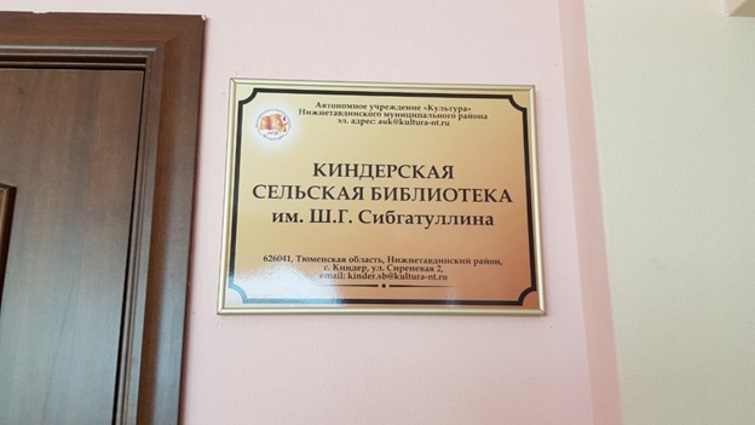 Автономное учреждение «Культура»
Нижнетавдинского муниципального района
эл. адрес: auk@kultura-nt.ru
КИНДЕРСКАЯ
СЕЛЬСКАЯ БИБЛИОТЕКА
им. Ш.Г. Сибгатуллина
626041, Тюменская область, Нижнетавдинский район,
с. Киндер, ул. Сиреневая 2,
email: kinder.sb@kultura-nt.ru